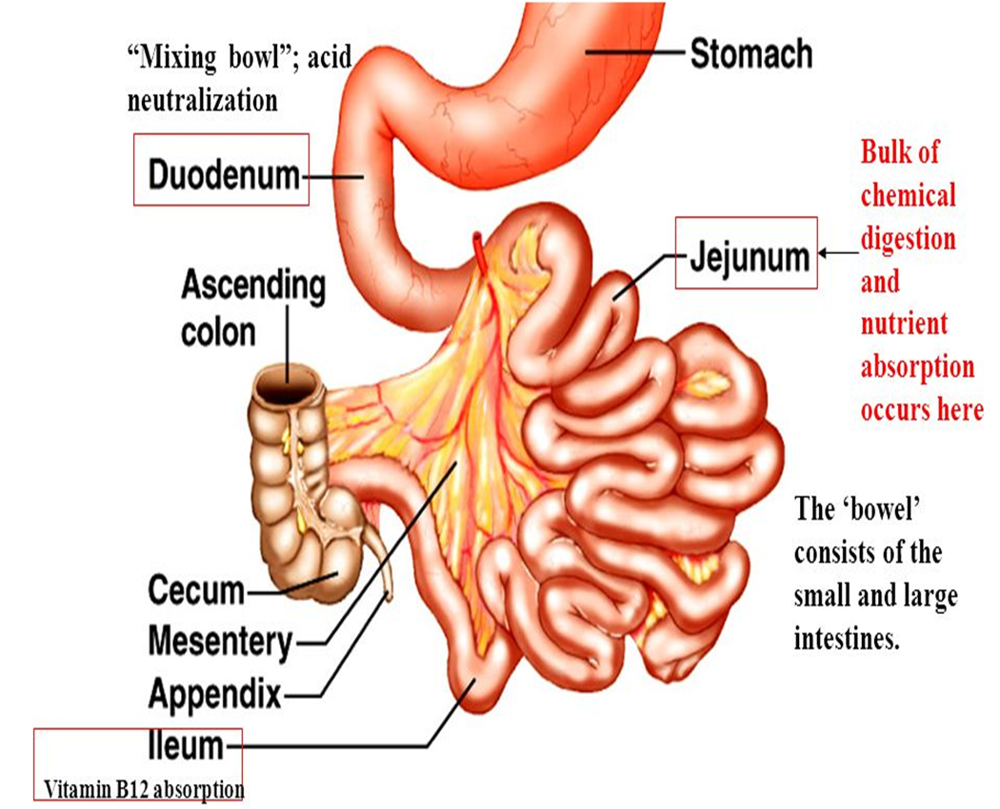 “Mixing bowl”; acid
neutralization
Stomach
Duodenum
Bulk of
chemical
digestion
and
nutrient
absorption
occurs here
Jejunum
Ascending
colon
The ‘bowel’
consists of the
small and large
intestines.
Cecum
Mesentery
Appendix
Ileum
Vitamin B12 absorption